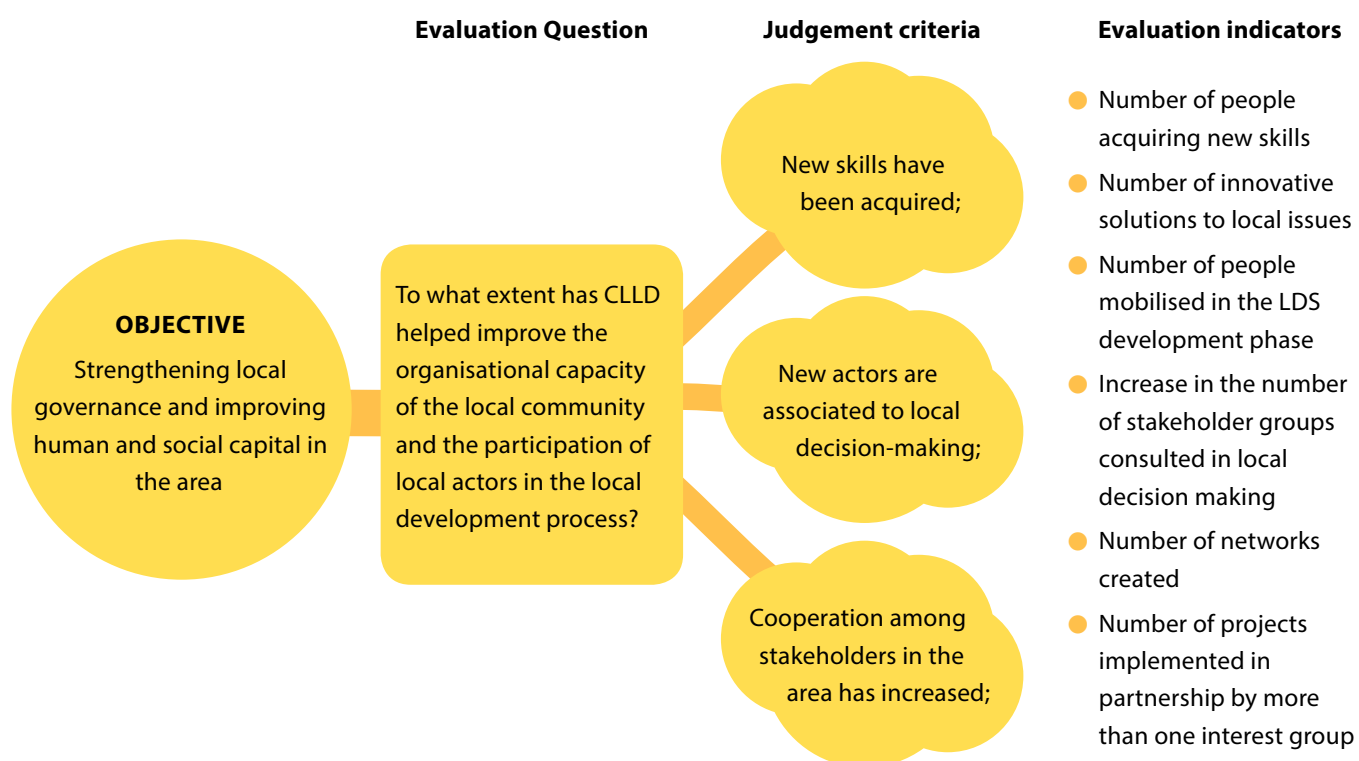 Evaluation Question
Judgement criteria
Evaluation indicators
OBJECTIVE
Strengthening local
governance and improving
human and social capital in
the area
To what extent has CLLD
helped improve the
organisational capacity
of the local community
and the participation of
local actors in the local
development process?
New skills have
been acquired;
New actors are
associated to local
decision-making;
Cooperation among
stakeholders in the
area has increased;
Number of people
acquiring new skills
Number of innovative
solutions to local issues
Number of people
mobilised in the LDS
development phase
Increase in the number
of stakeholder groups
consulted in local
decision making
Number of networks
created
Number of projects
implemented in
partnership by more
than one interest group